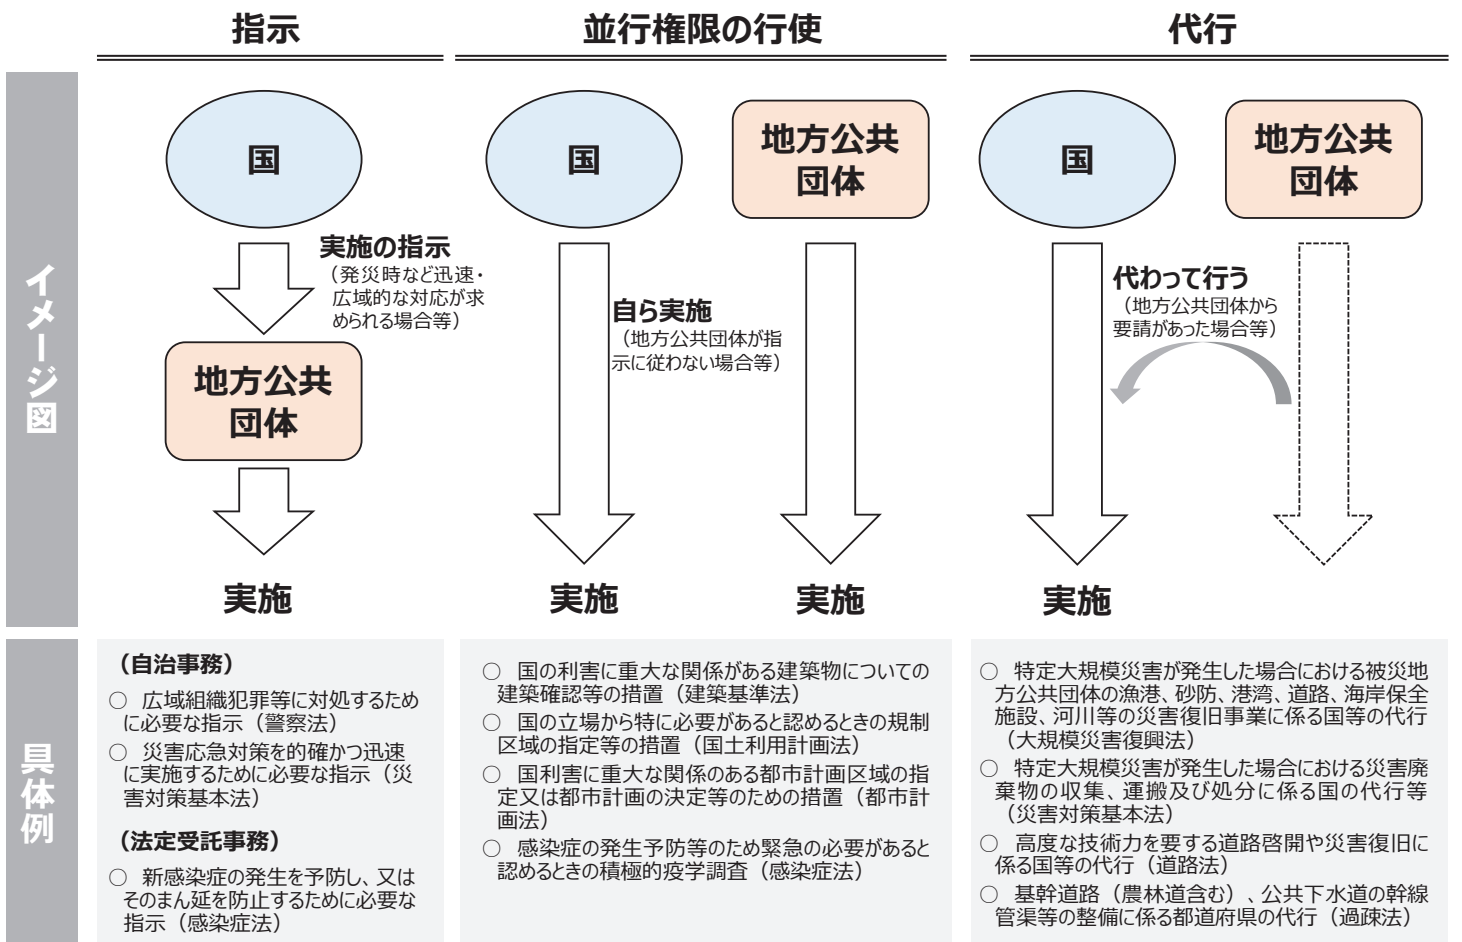 指示
並行権限の行使
代行
イメージ図
国
実施の指示
（発災時など迅速・
広域的な対応が求
められる場合等）
地方公共
団体
実施
国
地方公共
団体
自ら実施
（地方公共団体が指
示に従わない場合等）
実施
実施
国
地方公共
団体
代わって行う
（地方公共団体から
要請があった場合等）
実施
具体例
（自治事務）
○ 広域組織犯罪等に対処するため
に必要な指示（警察法）
○ 災害応急対策を的確かつ迅速
に実施するために必要な指示（災
害対策基本法）
（法定受託事務）
○ 新感染症の発生を予防し、又は
そのまん延を防止するために必要な
指示（感染症法）
○ 国の利害に重大な関係がある建築物についての
建築確認等の措置（建築基準法）
○ 国の立場から特に必要があると認めるときの規制
区域の指定等の措置（国土利用計画法）
○ 国利害に重大な関係のある都市計画区域の指
定又は都市計画の決定等のための措置（都市計
画法）
○ 感染症の発生予防等のため緊急の必要があると
認めるときの積極的疫学調査（感染症法）
○ 特定大規模災害が発生した場合における被災地
方公共団体の漁港、砂防、港湾、道路、海岸保全
施設、河川等の災害復旧事業に係る国等の代行
（大規模災害復興法）
○ 特定大規模災害が発生した場合における災害廃
棄物の収集、運搬及び処分に係る国の代行等
（災害対策基本法）
○ 高度な技術力を要する道路啓開や災害復旧に
係る国等の代行（道路法）
○ 基幹道路（農林道含む）、公共下水道の幹線
管渠等の整備に係る都道府県の代行（過疎法）